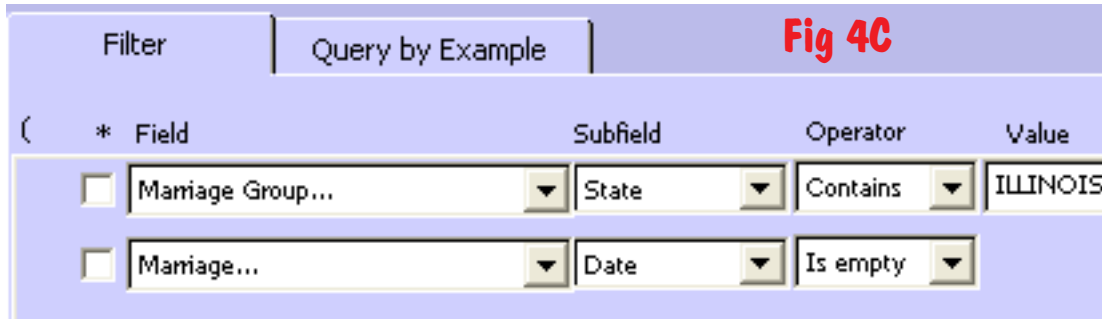 Filter Query by Example Fig 4C
( * Field Subfield Operator Value
Marriage Group... State Contains ILLINOIS
Marriage... Date Is empty